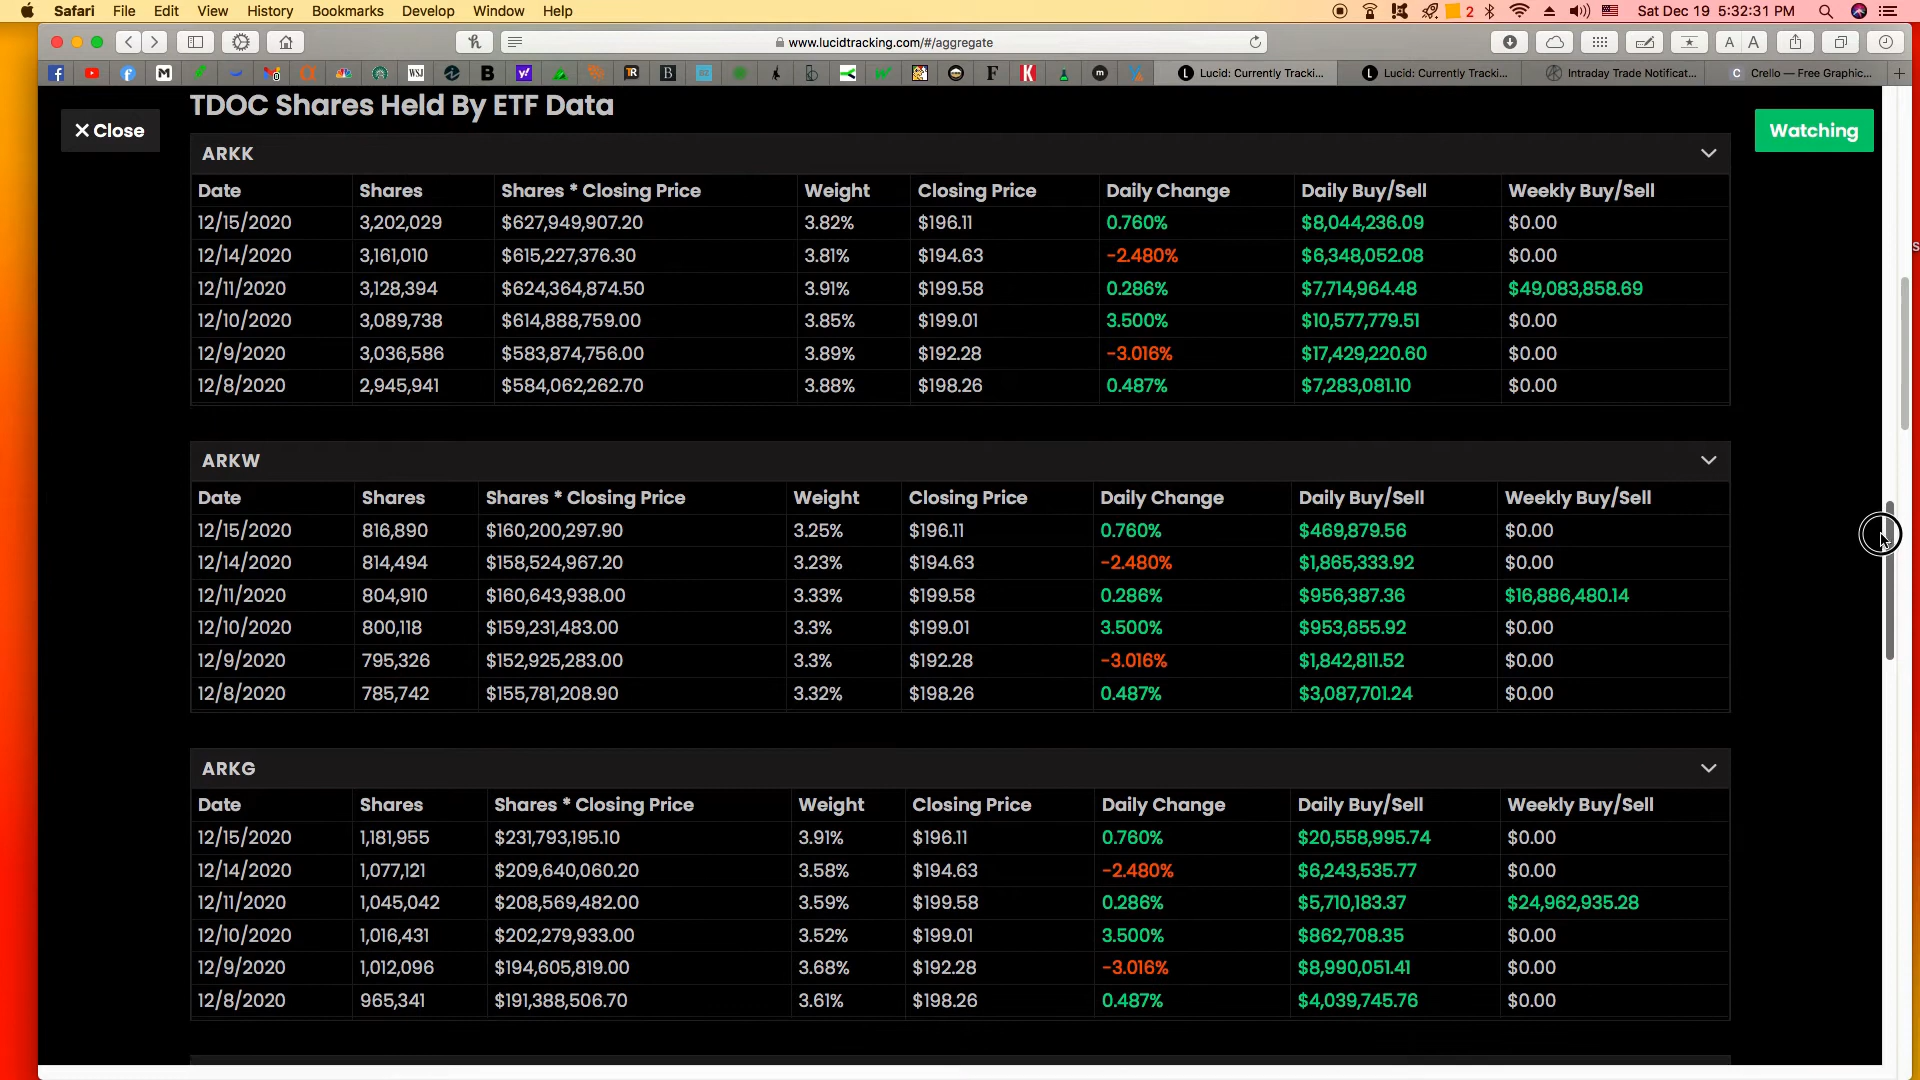 Safari File Edit View History Bookmarks Develop Window Help 2 Sat Dec 19 5:32:31 PM
www.lucidtracking.com/#/aggregate A A
Lucid: Currently Tracki... Lucid: Currently Tracki... Intraday Trade Notificat... Crello — Free Graphic...
TDOC Shares Held By ETF Data
Close
Watching
ARKK
Date Shares Shares * Closing Price Weight Closing Price Daily Change Daily Buy/Sell Weekly Buy/Sell
12/15/2020 3,202,029 $627,949,907.20 3.82% $196.11 0.760% $8,044,236.09 $0.00
12/14/2020 3,161,010 $615,227,376.30 3.81% $194.63 -2.480% $6,348,052.08 $0.00
12/11/2020 3,128,394 $624,364,874.50 3.91% $199.58 0.286% $7,714,964.48 $49,083,858.69
12/10/2020 3,089,738 $614,888,759.00 3.85% $199.01 3.500% $10,577,779.51 $0.00
12/9/2020 3,036,586 $583,874,756.00 3.89% $192.28 -3.016% $17,429,220.60 $0.00
12/8/2020 2,945,941 $584,062,262.70 3.88% $198.26 0.487% $7,283,081.10 $0.00
ARKW
Date Shares Shares * Closing Price Weight Closing Price Daily Change Daily Buy/Sell Weekly Buy/Sell
12/15/2020 816,890 $160,200,297.90 3.25% $196.11 0.760% $469,879.56 $0.00
12/14/2020 814,494 $158,524,967.20 3.23% $194.63 -2.480% $1,865,333.92 $0.00
12/11/2020 804,910 $160,643,938.00 3.33% $199.58 0.286% $956,387.36 $16,886,480.14
12/10/2020 800,118 $159,231,483.00 3.3% $199.01 3.500% $953,655.92 $0.00
12/9/2020 795,326 $152,925,283.00 3.3% $192.28 -3.016% $1,842,811.52 $0.00
12/8/2020 785,742 $155,781,208.90 3.32% $198.26 0.487% $3,087,701.24 $0.00
ARKG
Date Shares Shares * Closing Price Weight Closing Price Daily Change Daily Buy/Sell Weekly Buy/Sell
12/15/2020 1,181,955 $231,793,195.10 3.91% $196.11 0.760% $20,558,995.74 $0.00
12/14/2020 1,077,121 $209,640,060.20 3.58% $194.63 -2.480% $6,243,535.77 $0.00
12/11/2020 1,045,042 $208,569,482.00 3.59% $199.58 0.286% $5,710,183.37 $24,962,935.28
12/10/2020 1,016,431 $202,279,933.00 3.52% $199.01 3.500% $862,708.35 $0.00
12/9/2020 1,012,096 $194,605,819.00 3.68% $192.28 -3.016% $8,990,051.41 $0.00
12/8/2020 965,341 $191,388,506.70 3.61% $198.26 0.487% $4,039,745.76 $0.00